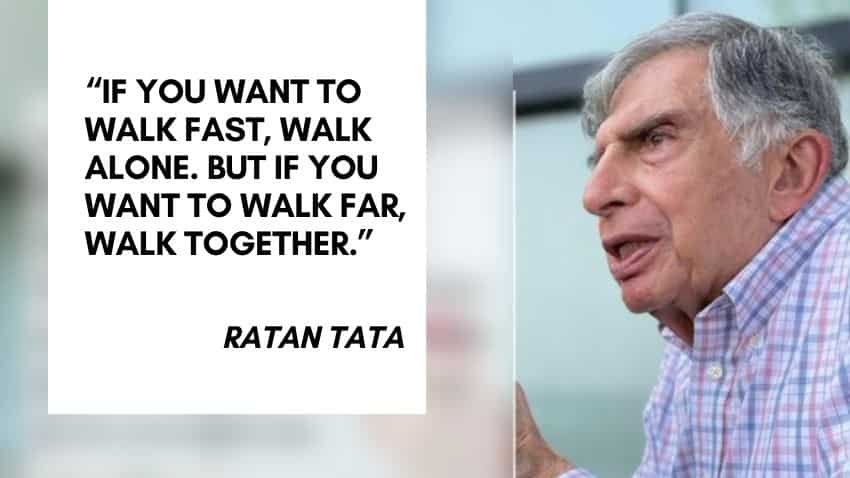 “IF YOU WANT TO
WALK FAST, WALK
ALONE. BUT IF YOU
WANT TO WALK FAR,
WALK TOGETHER.”
RATAN TATA